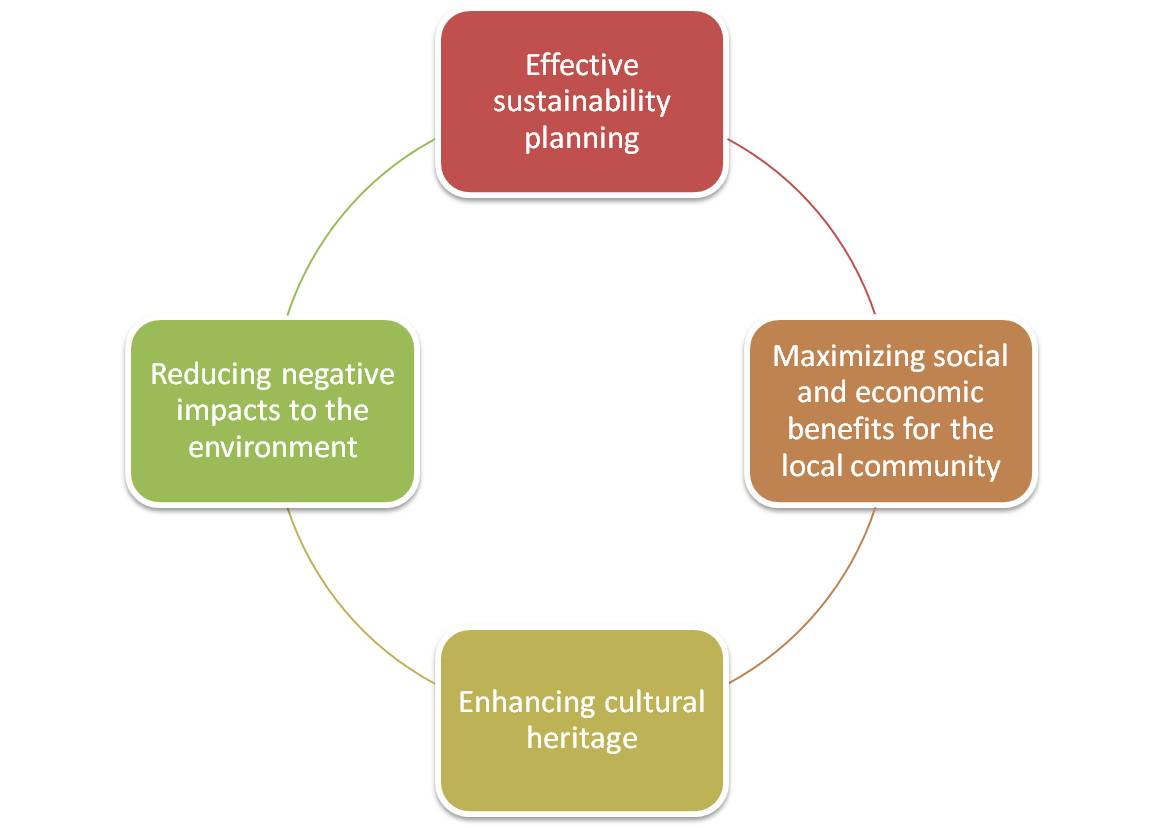 Effective
sustainability
planning
Reducing negative
impacts to the
environment
Maximizing social
and economic
benefits for the
local community
Enhancing cultural
heritage